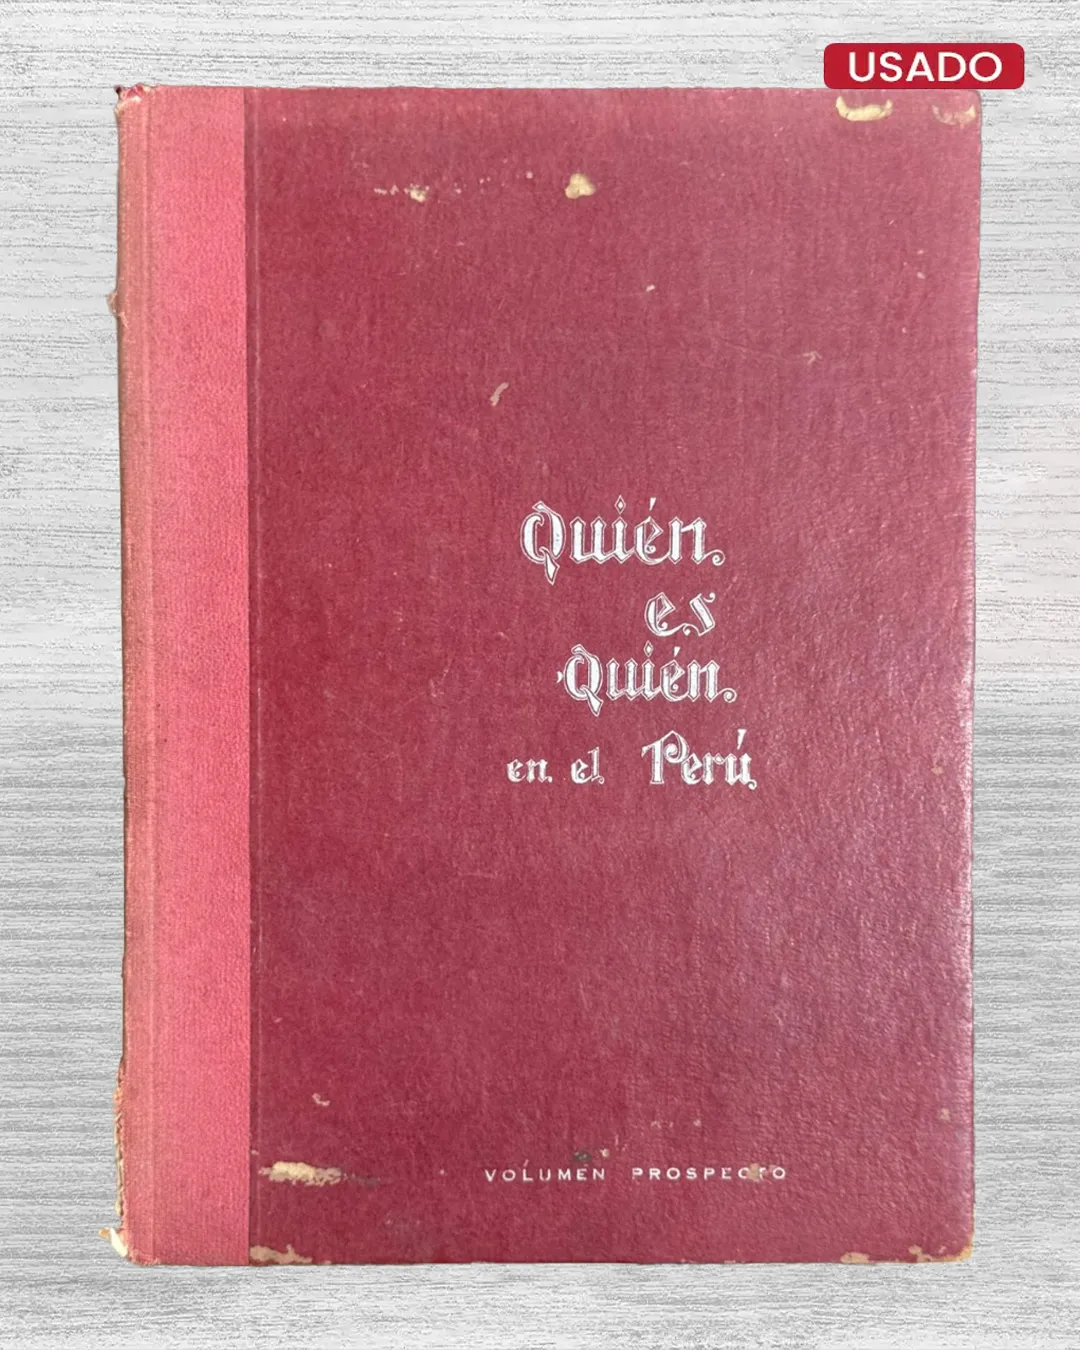 USADO
Quién
es
Quién
en el Perú
VOLUMEN PROSPECTO